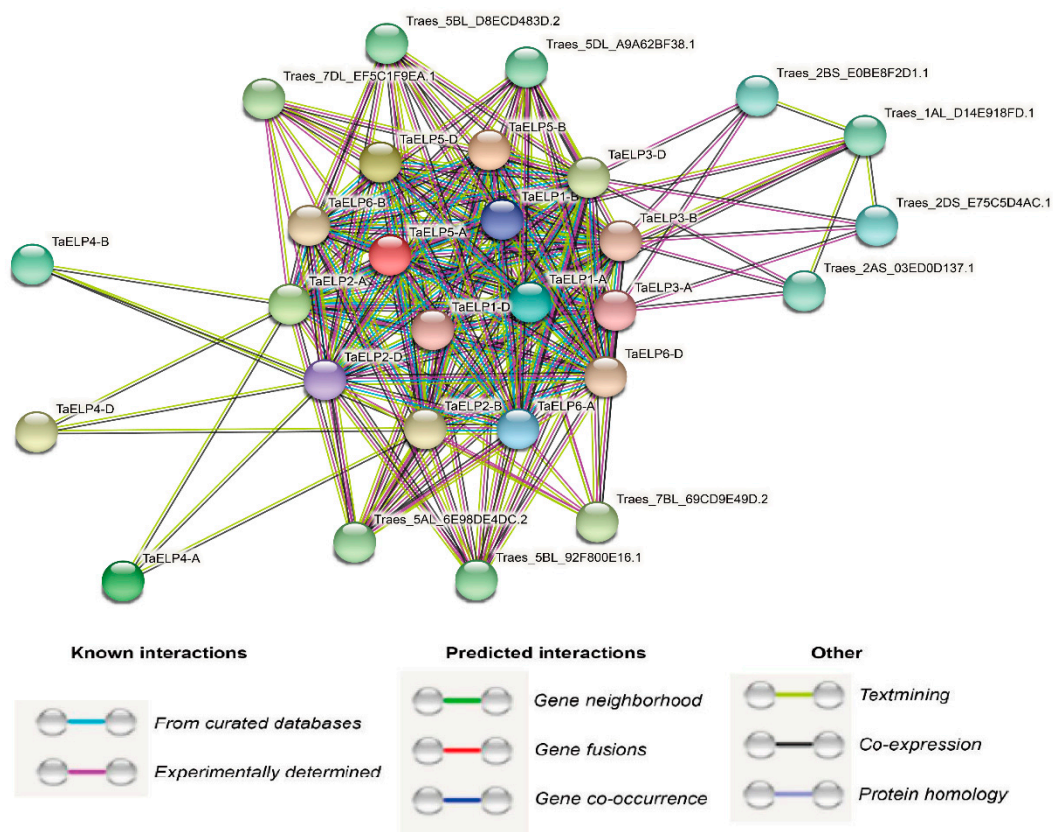 Traes_5BL_D8ECD483D.2
Traes_5DL_A9A62BF38.1
Traes_7DL_EF5C1F9EA.1
Traes_2BS_E0BE8F2D1.1
Traes_1AL_D14E918FD.1
TaELP5-B
TaELP5-D
TaELP3-D
TaELP1-B
Traes_2DS_E75C5D4AC.1
TaELP6-B
TaELP3-B
TaELP5-A
TaELP4-B
Traes_2AS_03ED0D137.1
TaELP2-A
TaELP1-A
TaELP3-A
TaELP1-D
TaELP2-D
TaELP6-D
TaELP4-D
TaELP2-B
TaELP6-A
Traes_7BL_69CD9E49D.2
Traes_5AL_6E98DE4DC.2
Traes_5BL_92F800E16.1
TaELP4-A
Known interactions
From curated databases
Experimentally determined
Predicted interactions
Gene neighborhood
Gene fusions
Gene co-occurrence
Other
Textmining
Co-expression
Protein homology